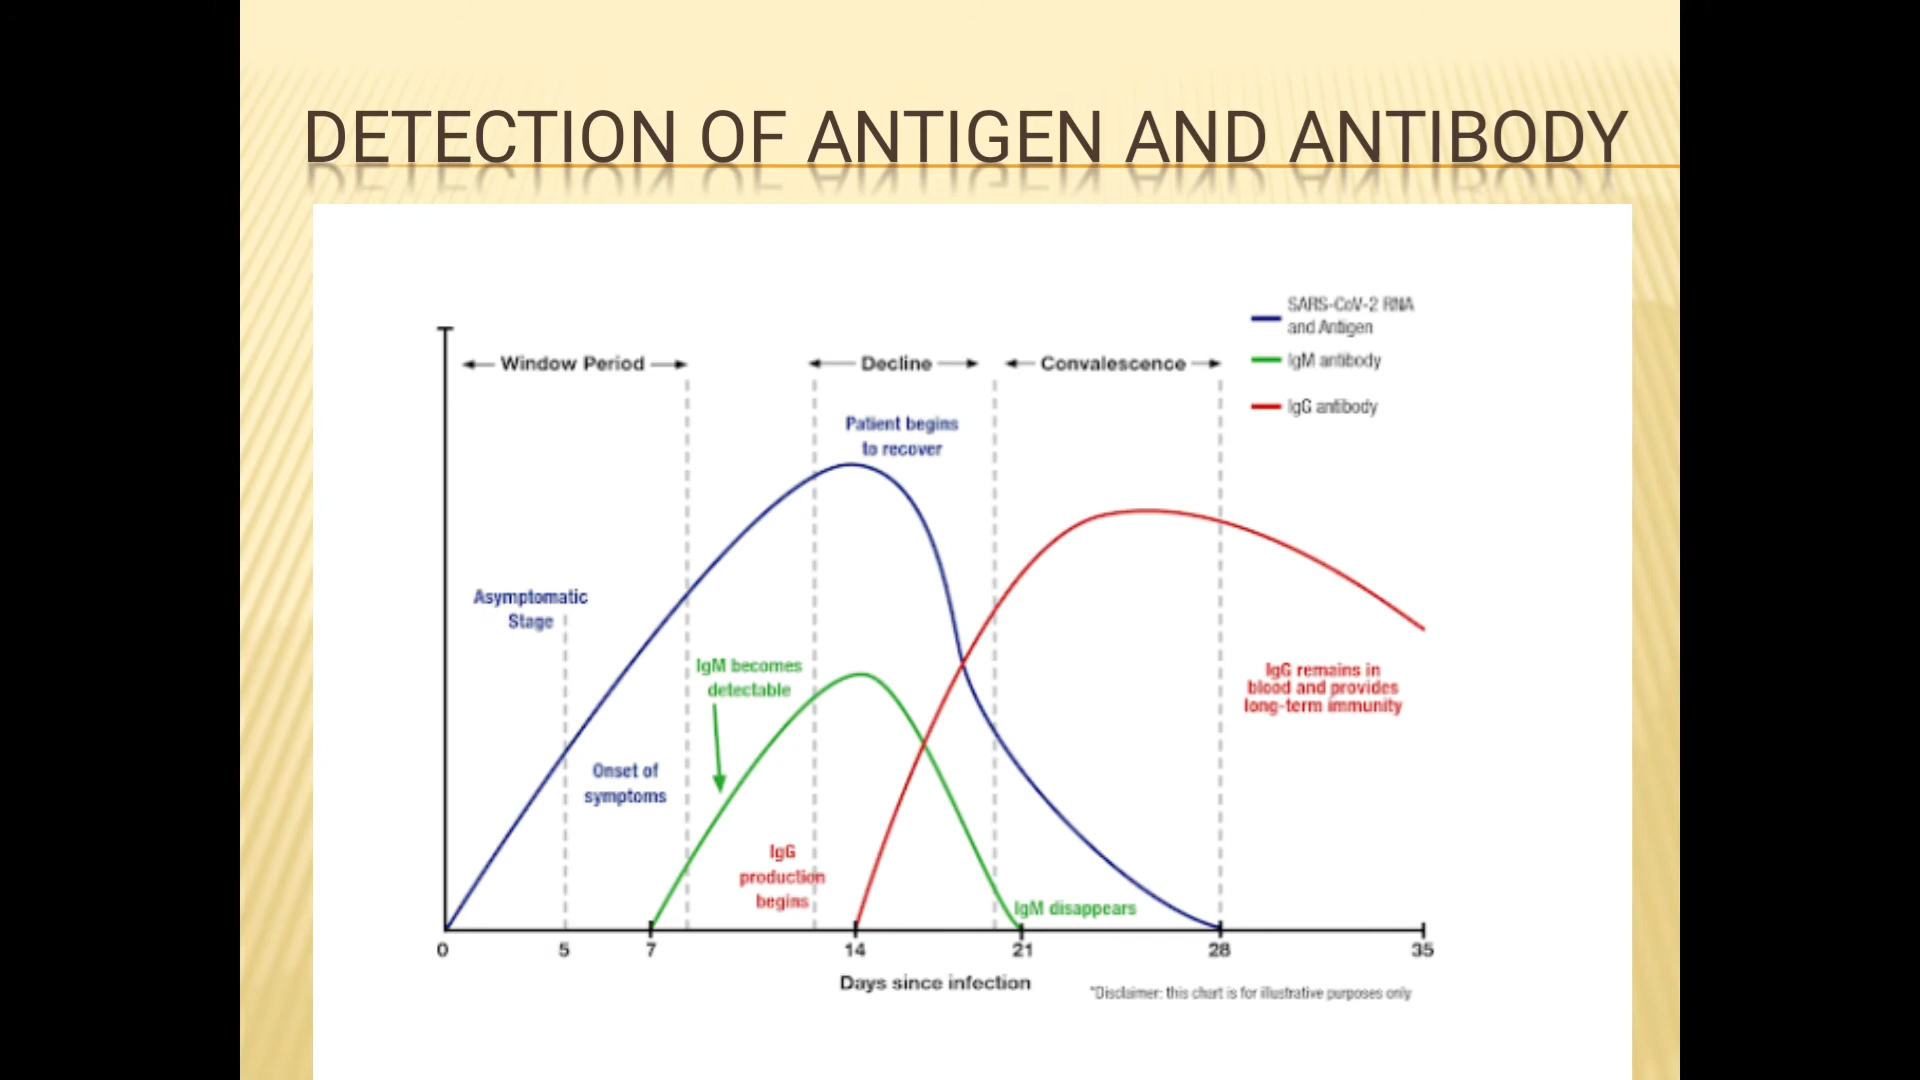 DETECTION OF ANTIGEN AND ANTIBODY
SARS-CoV-2 RNA
and Antigen
IgM antibody
IgG antibody
Window Period
Decline
Convalescence
Patient begins
to recover
Asymptomatic
Stage
IgM becomes
detectable
IgG remains in
blood and provides
long-term immunity
Onset of
symptoms
IgG
production
begins
IgM disappears
0 5 7 14 21 28 35
Days since infection
*Disclaimer: this chart is for illustrative purposes only